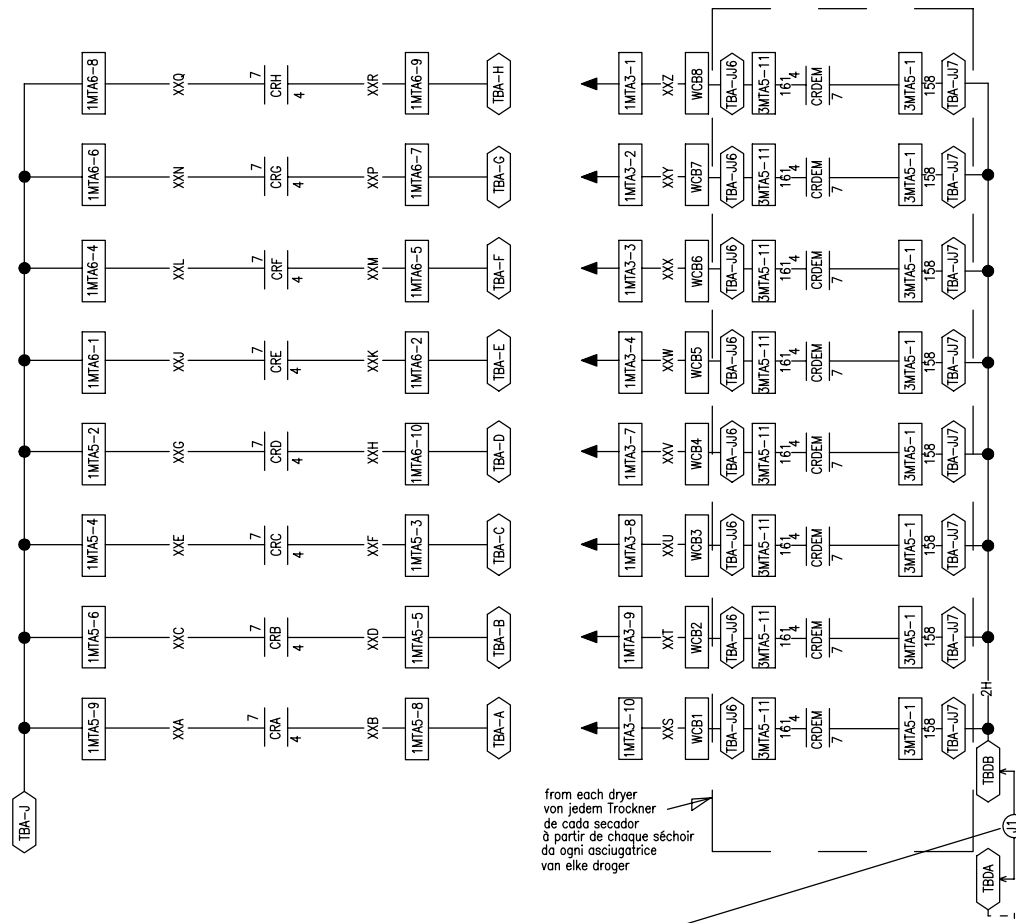 1MTA6-8
XXQ
7
CRH
4
XXR
1MTA6-9
TBA-H
1MTA3-1
XXZ
WCB8
TBA-JJ6
3MTA5-11
161
4
CRDEM
7
3MTA5-1
158
TBA-JJ7
1MTA6-6
XXN
7
CRG
4
XXP
1MTA6-7
TBA-G
1MTA3-2
XXY
WCB7
TBA-JJ6
3MTA5-11
161
4
CRDEM
7
3MTA5-1
158
TBA-JJ7
1MTA6-4
XXL
7
CRF
4
XXM
1MTA6-5
TBA-F
1MTA3-3
XXX
WCB6
TBA-JJ6
3MTA5-11
161
4
CRDEM
7
3MTA5-1
158
TBA-JJ7
1MTA6-1
XXJ
7
CRE
4
XXK
1MTA6-2
TBA-E
1MTA3-4
XXW
WCB5
TBA-JJ6
3MTA5-11
161
4
CRDEM
7
3MTA5-1
158
TBA-JJ7
1MTA5-2
XXG
7
CRD
4
XXH
1MTA6-10
TBA-D
1MTA3-7
XXV
WCB4
TBA-JJ6
3MTA5-11
161
4
CRDEM
7
3MTA5-1
158
TBA-JJ7
1MTA5-4
XXE
7
CRC
4
XXF
1MTA5-3
TBA-C
1MTA3-8
XXU
WCB3
TBA-JJ6
3MTA5-11
161
4
CRDEM
7
3MTA5-1
158
TBA-JJ7
1MTA5-6
XXC
7
CRB
4
XXD
1MTA5-5
TBA-B
1MTA3-9
XXT
WCB2
TBA-JJ6
3MTA5-11
161
4
CRDEM
7
3MTA5-1
158
TBA-JJ7
2H
1MTA5-9
XXA
7
CRA
4
XXB
1MTA5-8
TBA-A
1MTA3-10
XXS
WCB1
TBA-JJ6
3MTA5-11
161
4
CRDEM
7
3MTA5-1
158
TBA-JJ7
TBA-J
TBDB
J1
TBDA
from each dryer
von jedem Trockner
de cada secador
à partir de chaque séchoir
da ogni asciugatrice
van elke droger